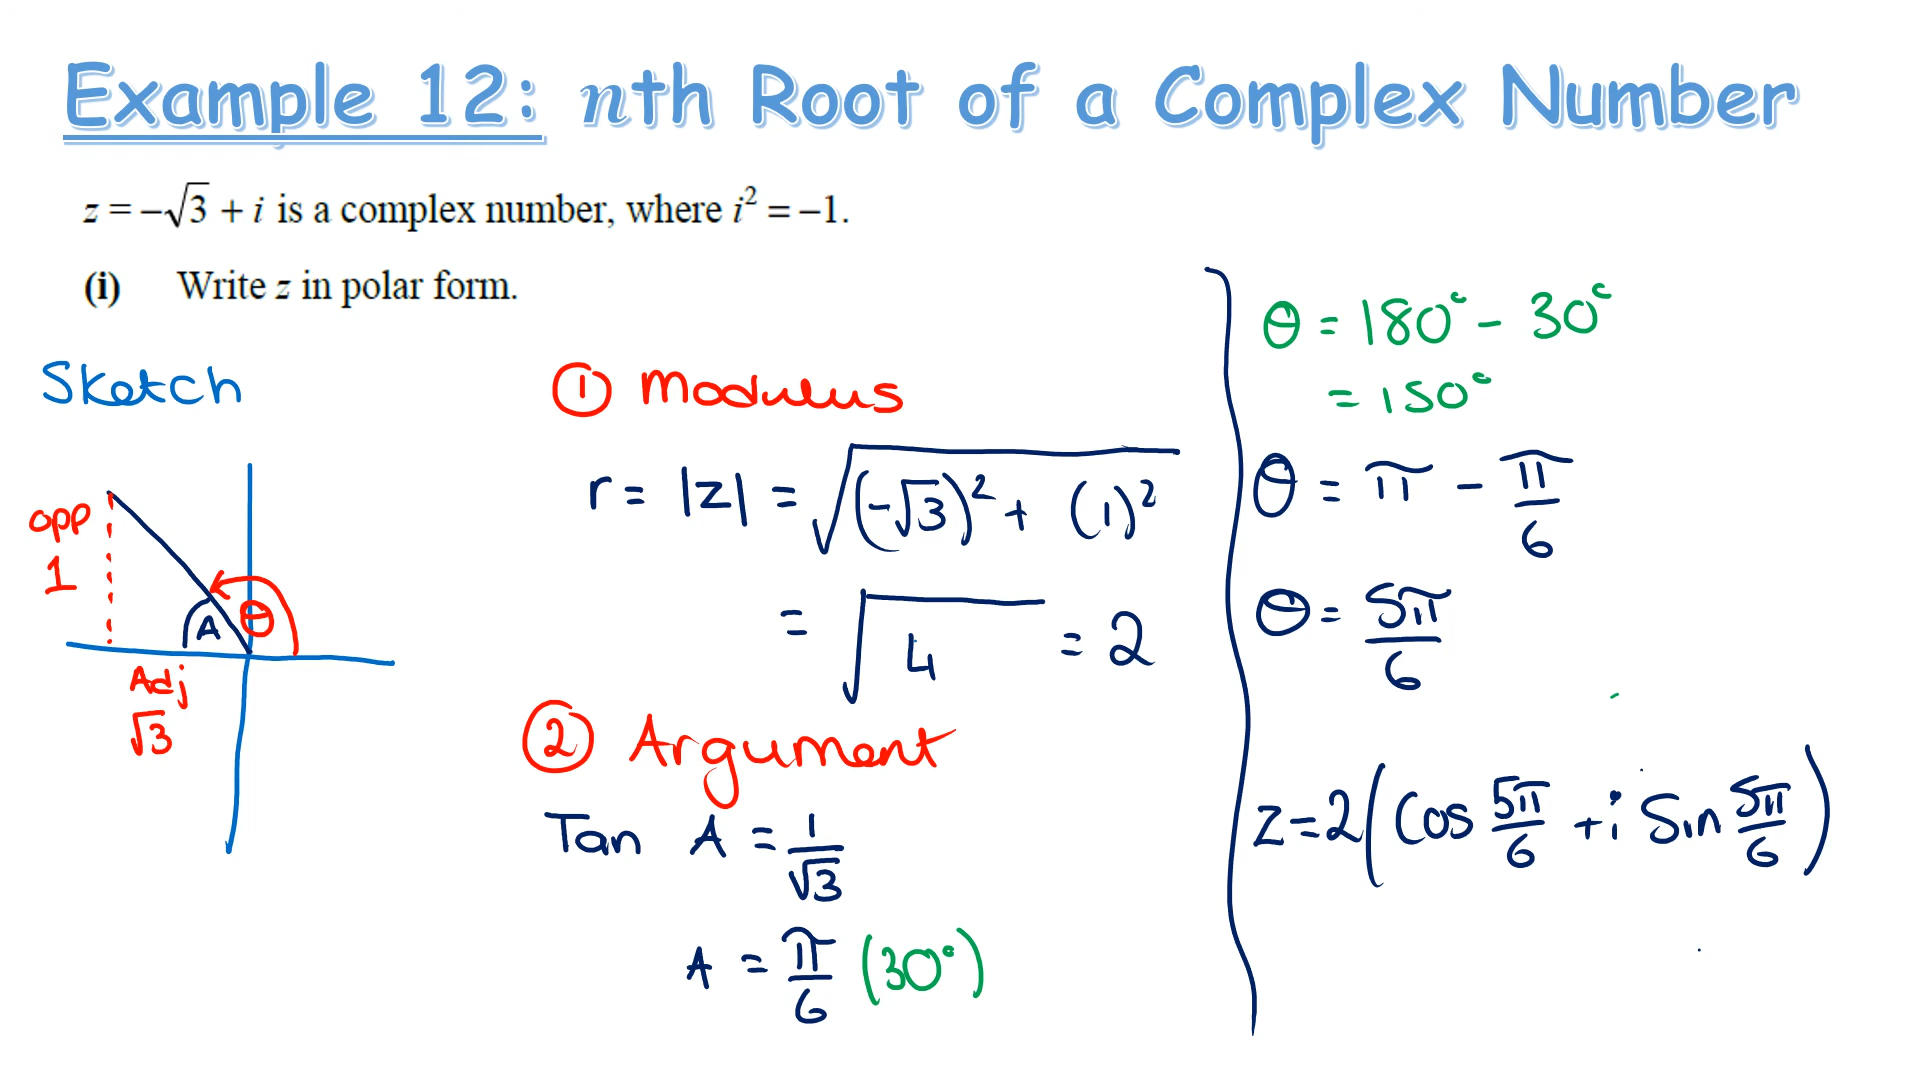 Example 12: nth Root of a Complex Number
z = −√3 + i is a complex number, where i² = −1.
(i) Write z in polar form.
Sketch
opp
1
A
θ
Adj
√3
① Modulus
r = |z| = √((-√3)² + (1)²)
= √4 = 2
② Argument
Tan A = 1/√3
A = π/6 (30°)
θ = 180° - 30°
= 150°
θ = π - π/6
θ = 5π/6
z = 2(Cos 5π/6 + i Sin 5π/6)